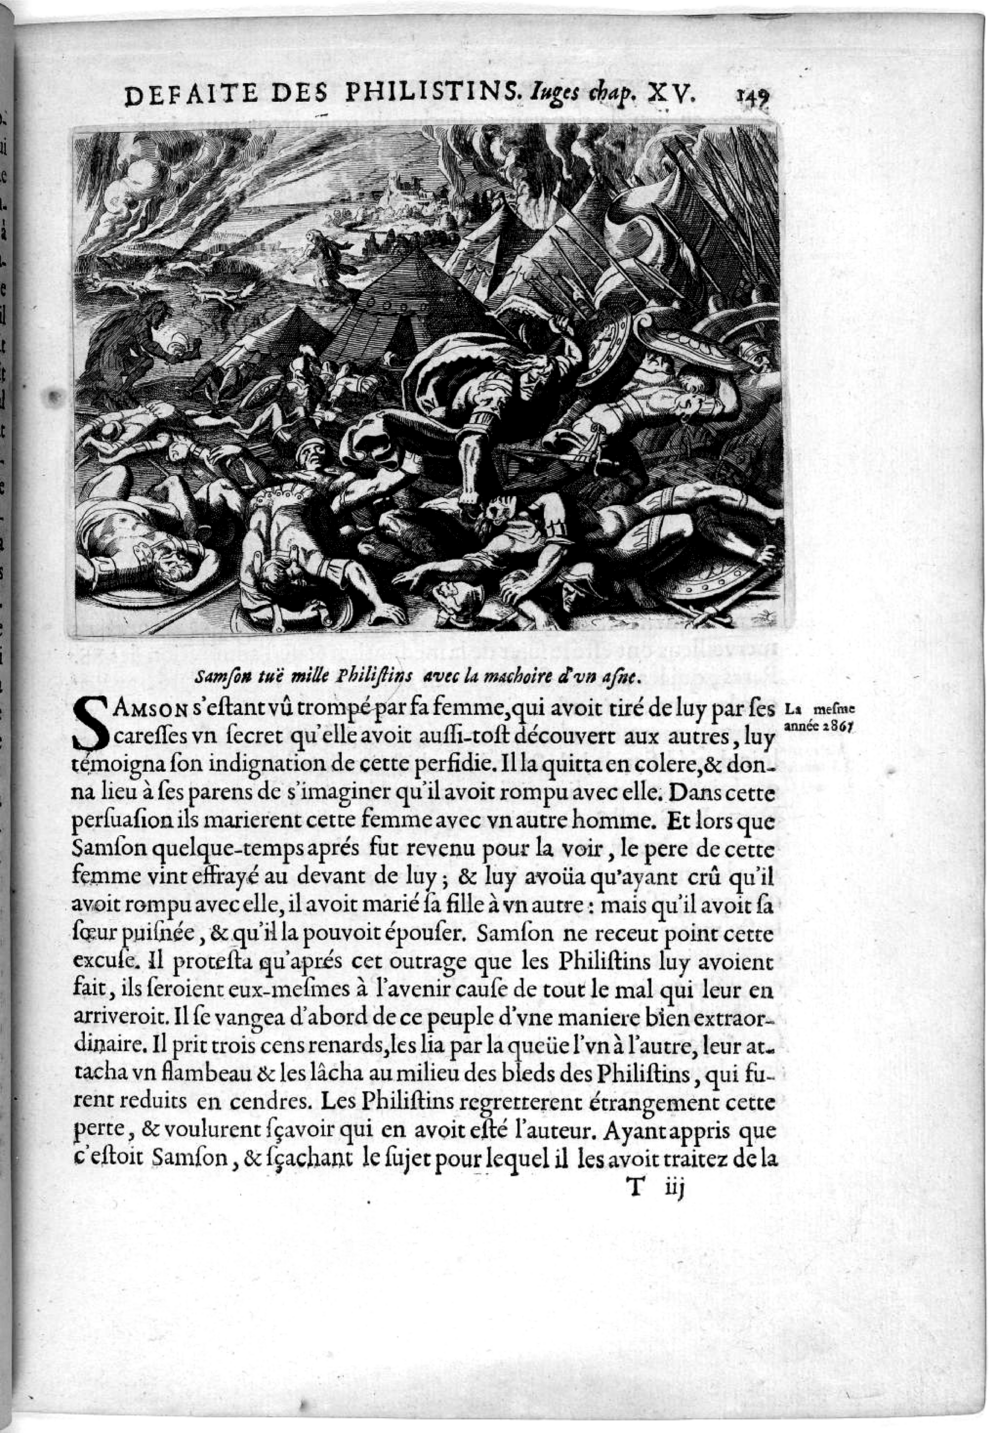 DEFAITE DES PHILISTINS. Iuges chap. XV. 149
Samſon tuë mille Philiſtins avec la machoire d'vn aſne.
SAMSON s'eſtant vû trompé par ſa femme, qui avoit tiré de luy par ſes
careſſes vn ſecret qu'elle avoit auſſi-toſt découvert aux autres, luy
témoigna ſon indignation de cette perfidie. Il la quitta en colere, & don-
na lieu à ſes parens de s'imaginer qu'il avoit rompu avec elle. Dans cette
perſuaſion ils marierent cette femme avec vn autre homme. Et lors que
Samſon quelque-temps aprés fut revenu pour la voir, le pere de cette
femme vint effrayé au devant de luy; & luy avoüa qu'ayant crû qu'il
avoit rompu avec elle, il avoit marié ſa fille à vn autre: mais qu'il avoit ſa
ſœur puiſnée, & qu'il la pouvoit épouſer. Samſon ne receut point cette
excuſe. Il proteſta qu'aprés cet outrage que les Philiſtins luy avoient
fait, ils ſeroient eux-meſmes à l'avenir cauſe de tout le mal qui leur en
arriveroit. Il ſe vangea d'abord de ce peuple d'vne maniere bien extraor-
dinaire. Il prit trois cens renards, les lia par la queüe l'vn à l'autre, leur at-
tacha vn flambeau & les lâcha au milieu des bleds des Philiſtins, qui fu-
rent reduits en cendres. Les Philiſtins regretterent étrangement cette
perte, & voulurent ſçavoir qui en avoit eſté l'auteur. Ayant appris que
c'eſtoit Samſon, & ſçachant le ſujet pour lequel il les avoit traitez de la
T iij
La meſme
année 2867